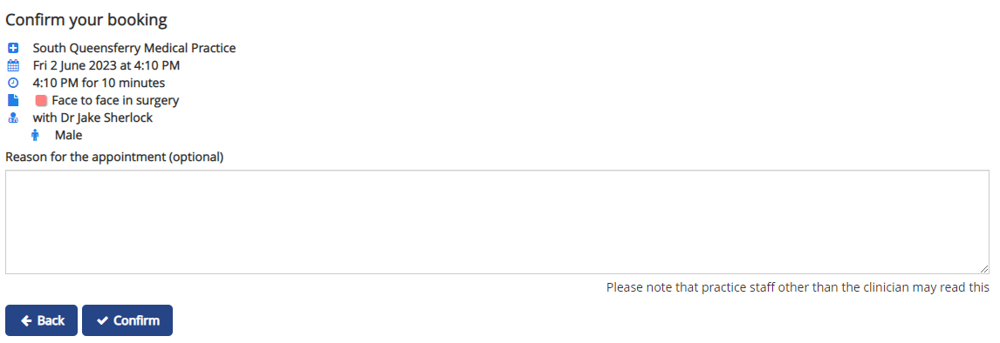 Confirm your booking
South Queensferry Medical Practice
Fri 2 June 2023 at 4:10 PM
4:10 PM for 10 minutes
Face to face in surgery
with Dr Jake Sherlock
Male
Reason for the appointment (optional)
Please note that practice staff other than the clinician may read this
Back Confirm